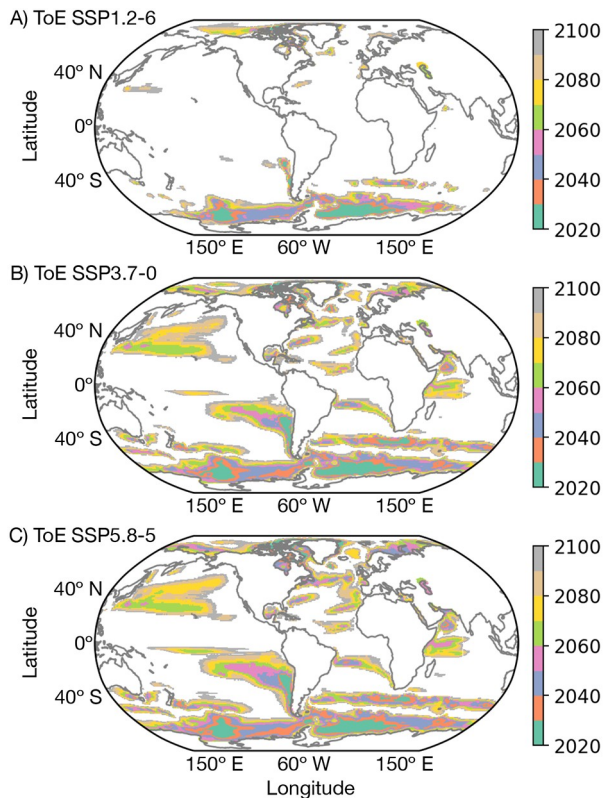 A) ToE SSP1.2-6
2100
2080
2060
2040
2020
Latitude
40° N
0°
40° S
150° E 60° W 150° E
B) ToE SSP3.7-0
2100
2080
2060
2040
2020
Latitude
40° N
0°
40° S
150° E 60° W 150° E
C) ToE SSP5.8-5
2100
2080
2060
2040
2020
Latitude
40° N
0°
40° S
150° E 60° W 150° E
Longitude